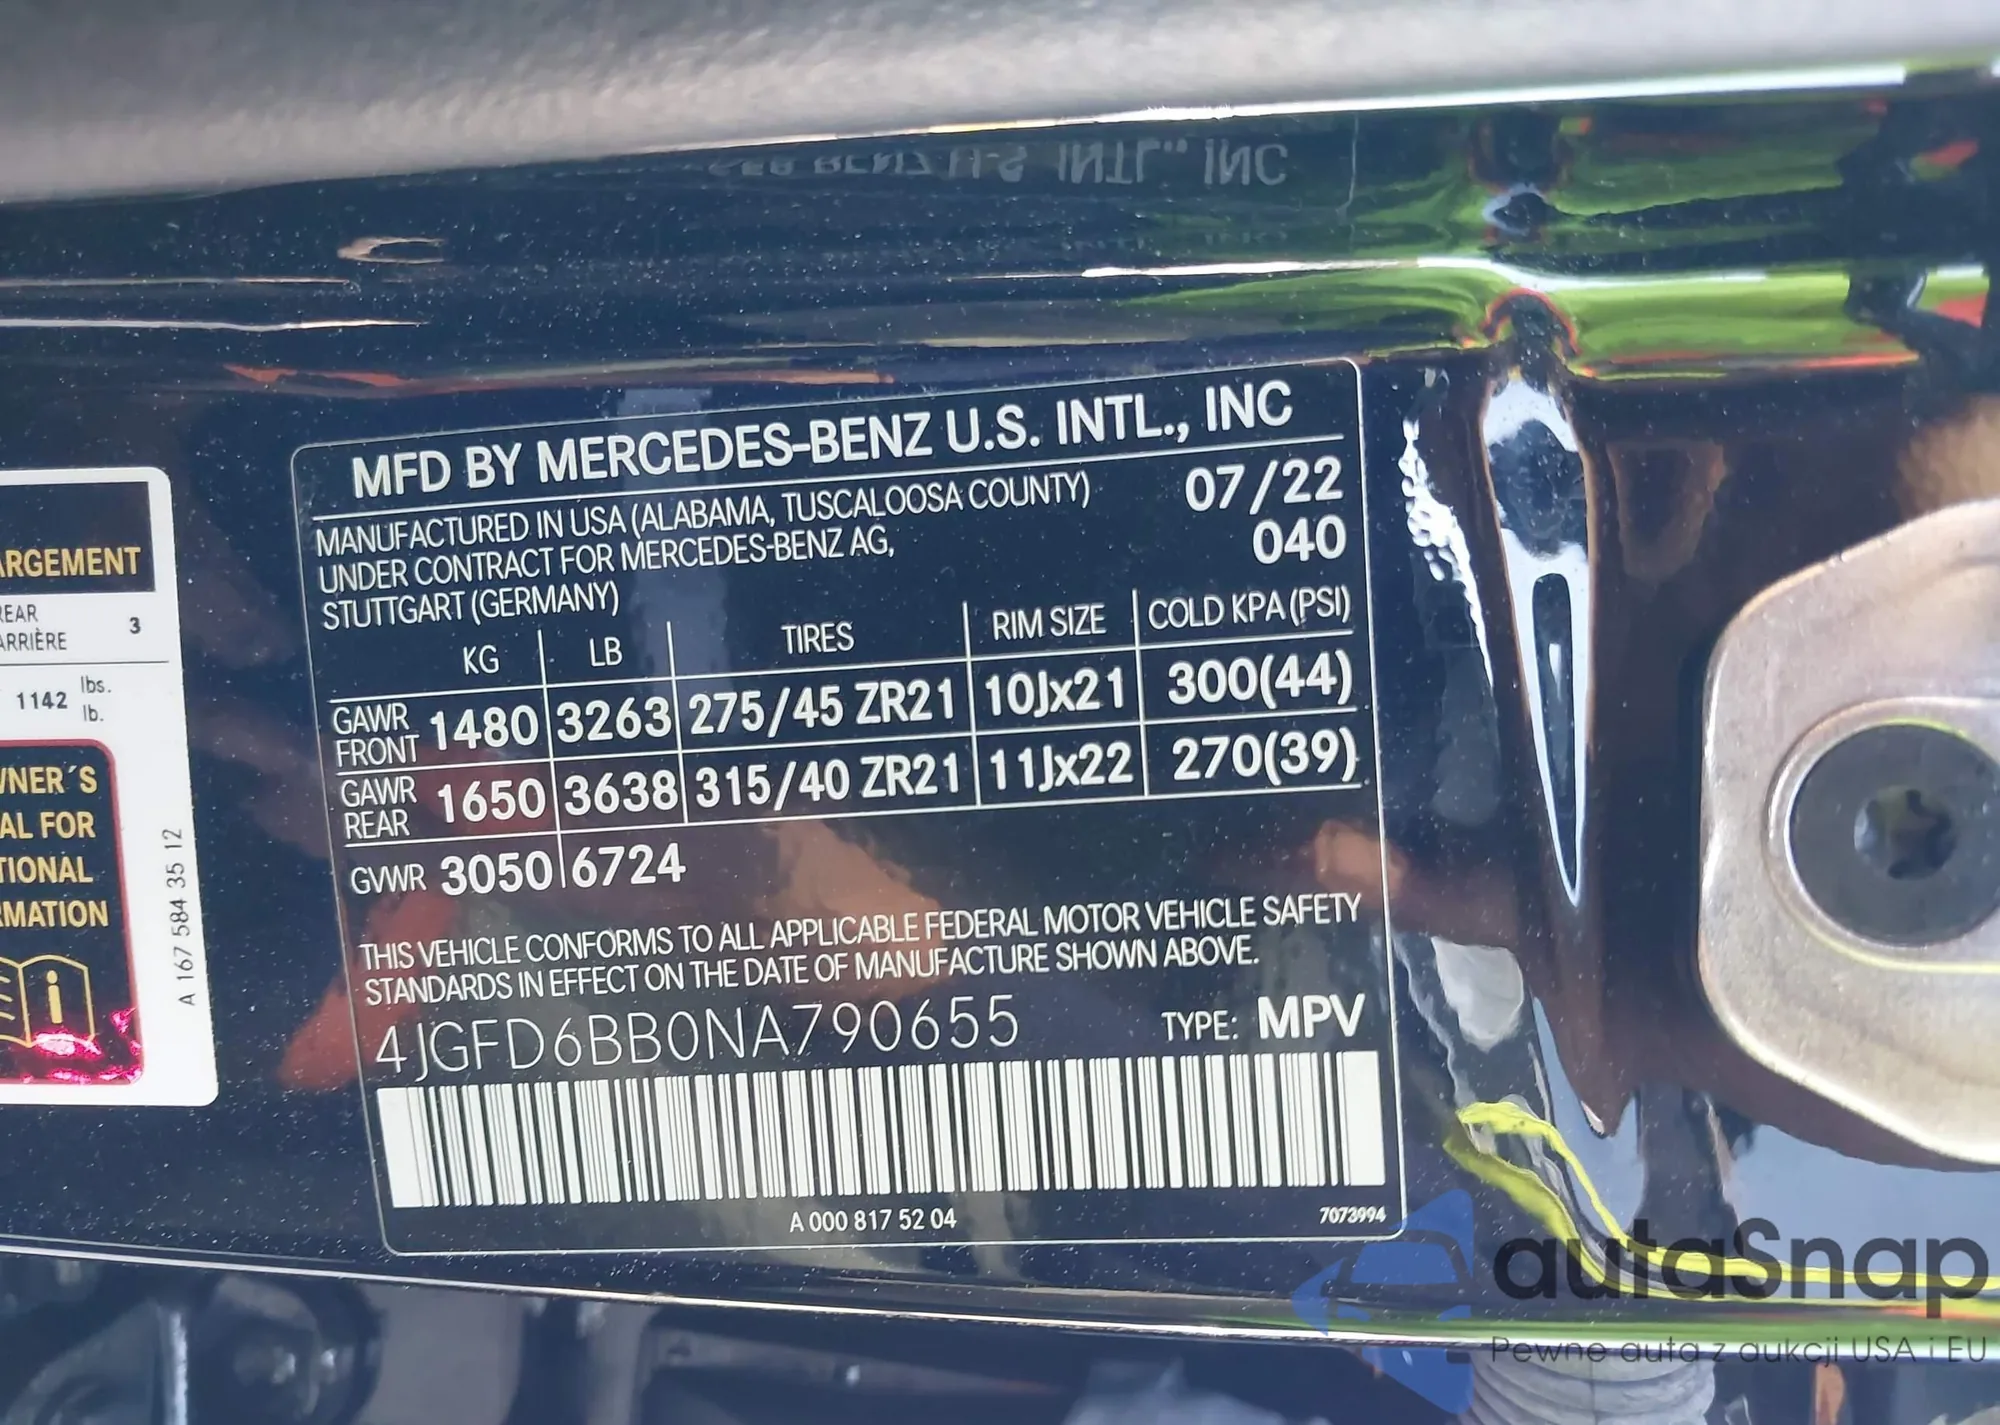 MFD BY MERCEDES-BENZ U.S. INTL., INC
MANUFACTURED IN USA (ALABAMA, TUSCALOOSA COUNTY) 07/22
UNDER CONTRACT FOR MERCEDES-BENZ AG, 040
STUTTGART (GERMANY)
KG LB TIRES RIM SIZE COLD KPA (PSI)
GAWR FRONT 1480 3263 275/45 ZR21 10Jx21 300(44)
GAWR REAR 1650 3638 315/40 ZR21 11Jx22 270(39)
GVWR 3050 6724
THIS VEHICLE CONFORMS TO ALL APPLICABLE FEDERAL MOTOR VEHICLE SAFETY
STANDARDS IN EFFECT ON THE DATE OF MANUFACTURE SHOWN ABOVE.
4JGFD6BB0NA790655 TYPE: MPV
A 000 817 52 04 7073994
ARGEMENT
REAR
ARRIÈRE 3
1142 lbs.
lb.
WNER´S
AL FOR
TIONAL
RMATION
A 167 584 35 12
autaSnap
Pewne auta z aukcji USA i EU